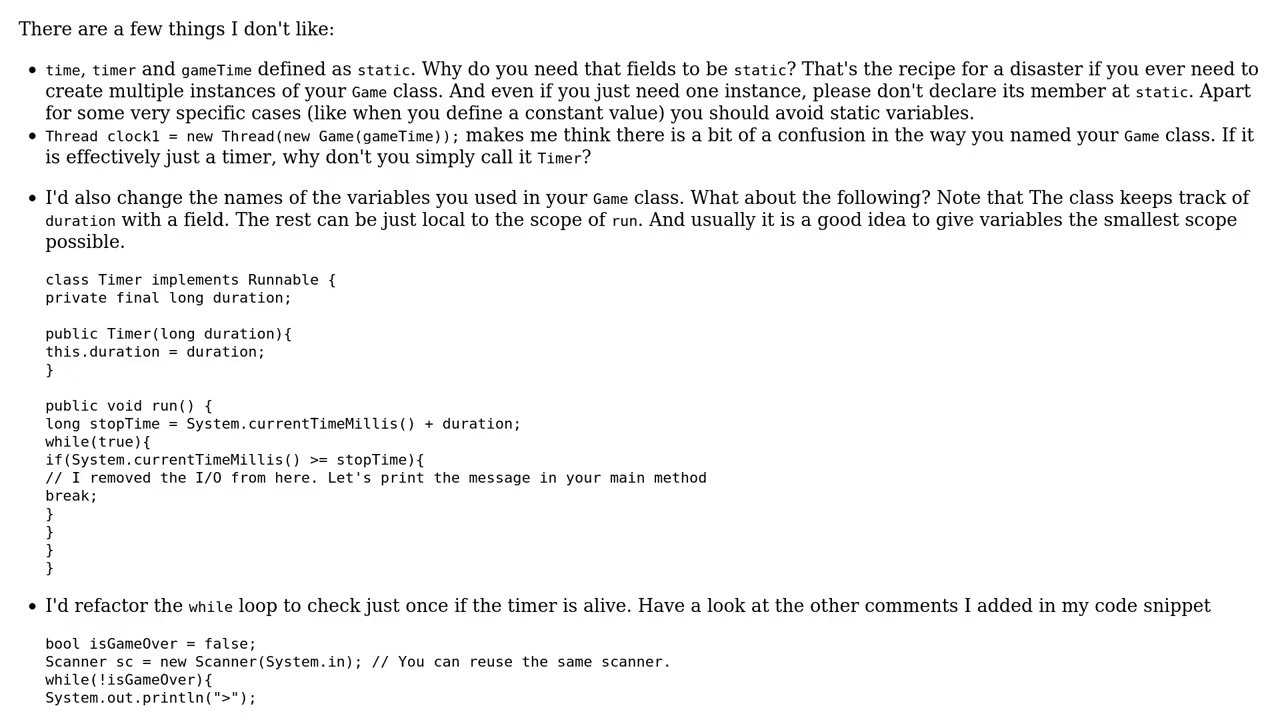 There are a few things I don't like:
time, timer and gameTime defined as static. Why do you need that fields to be static? That's the recipe for a disaster if you ever need to
create multiple instances of your Game class. And even if you just need one instance, please don't declare its member at static. Apart
for some very specific cases (like when you define a constant value) you should avoid static variables.
Thread clock1 = new Thread(new Game(gameTime)); makes me think there is a bit of a confusion in the way you named your Game class. If it
is effectively just a timer, why don't you simply call it Timer?
I'd also change the names of the variables you used in your Game class. What about the following? Note that The class keeps track of
duration with a field. The rest can be just local to the scope of run. And usually it is a good idea to give variables the smallest scope
possible.
class Timer implements Runnable {
private final long duration;
public Timer(long duration){
this.duration = duration;
}
public void run() {
long stopTime = System.currentTimeMillis() + duration;
while(true){
if(System.currentTimeMillis() >= stopTime){
// I removed the I/O from here. Let's print the message in your main method
break;
}
}
}
}
I'd refactor the while loop to check just once if the timer is alive. Have a look at the other comments I added in my code snippet
bool isGameOver = false;
Scanner sc = new Scanner(System.in); // You can reuse the same scanner.
while(!isGameOver){
System.out.println(">");